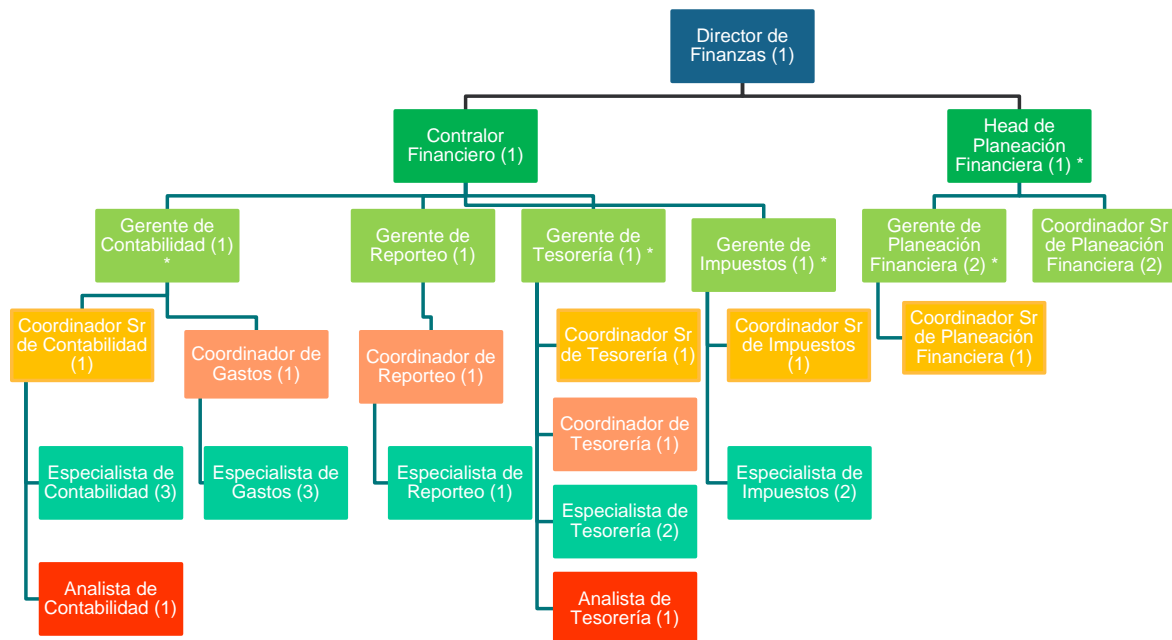 Director de
Finanzas (1)
Contralor
Financiero (1)
Head de
Planeación
Financiera (1) *
Gerente de
Contabilidad (1)
*
Gerente de
Reporteo (1)
Gerente de
Tesorería (1) *
Gerente de
Impuestos (1) *
Gerente de
Planeación
Financiera (2) *
Coordinador Sr
de Planeación
Financiera (2)
Coordinador Sr
de Contabilidad
(1)
Coordinador de
Gastos (1)
Coordinador de
Reporteo (1)
Coordinador Sr
de Tesorería (1)
Coordinador Sr
de Impuestos
(1)
Coordinador Sr
de Planeación
Financiera (1)
Coordinador de
Tesorería (1)
Especialista de
Contabilidad (3)
Especialista de
Gastos (3)
Especialista de
Reporteo (1)
Especialista de
Tesorería (2)
Especialista de
Impuestos (2)
Analista de
Contabilidad (1)
Analista de
Tesorería (1)